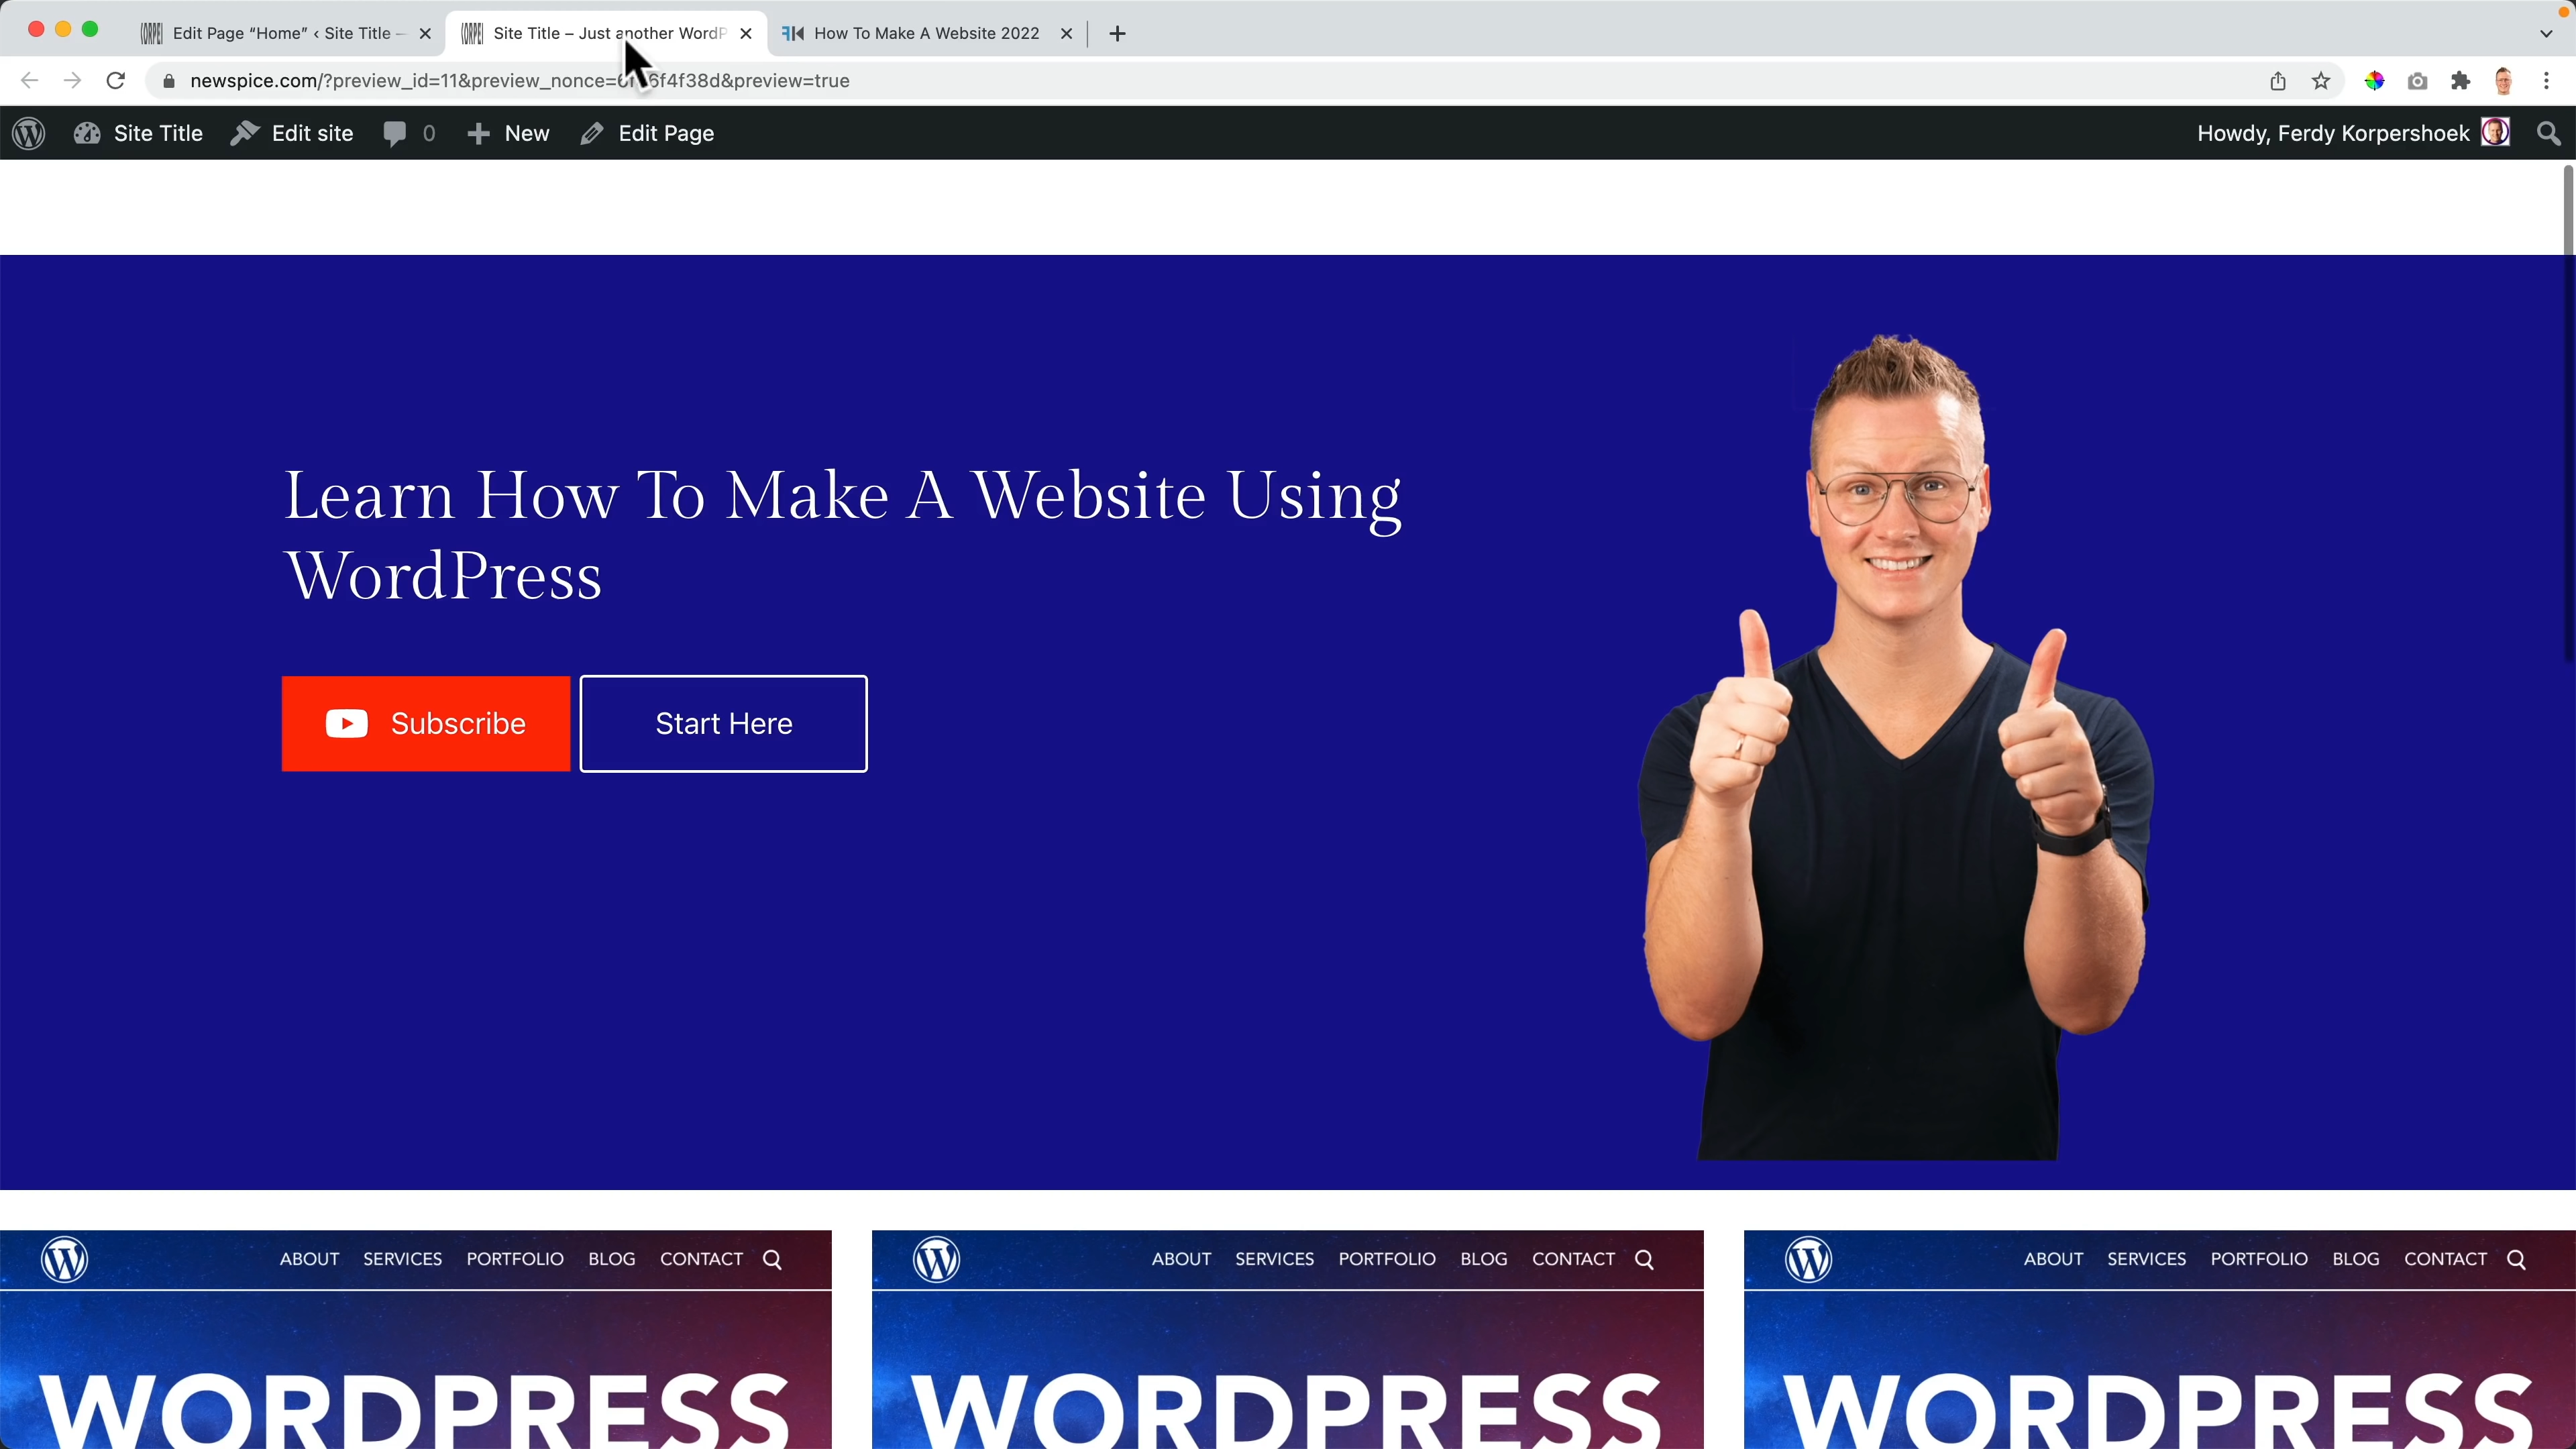 Edit Page “Home” ‹ Site Title —
Site Title – Just another WordP
How To Make A Website 2022
newspice.com/?preview_id=11&preview_nonce= 6f4f38d&preview=true
Site Title
Edit site
0
New
Edit Page
Howdy, Ferdy Korpershoek
Learn How To Make A Website Using
WordPress
Subscribe
Start Here
ABOUT SERVICES PORTFOLIO BLOG CONTACT
WORDPRESS
ABOUT SERVICES PORTFOLIO BLOG CONTACT
WORDPRESS
ABOUT SERVICES PORTFOLIO BLOG CONTACT
WORDPRESS